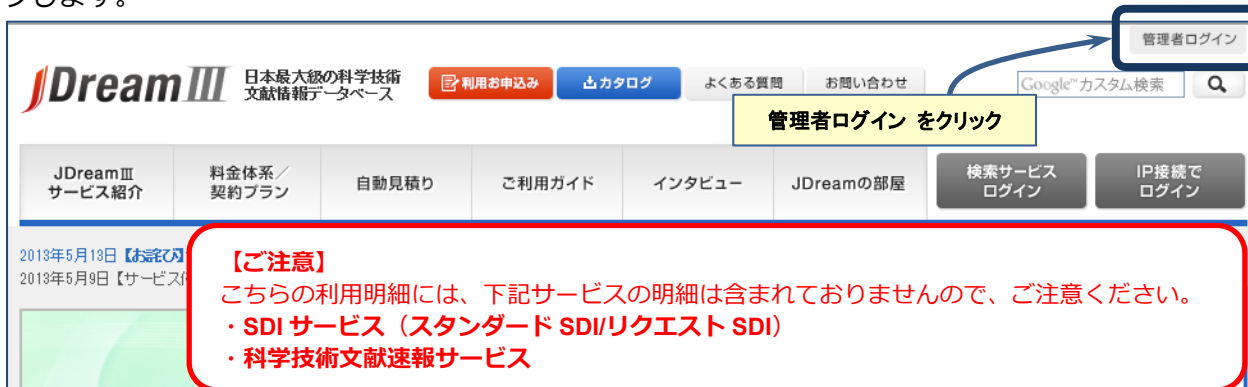 クします。
管理者ログイン
JDreamⅢ 日本最大級の科学技術
文献情報データベース
利用お申込み カタログ よくある質問 お問い合わせ
Google™カスタム検索
管理者ログイン をクリック
JDreamⅢ
サービス紹介
料金体系／
契約プラン
自動見積り
ご利用ガイド
インタビュー
JDreamの部屋
検索サービス
ログイン
IP接続で
ログイン
2013年5月13日【お詫び】
2013年5月9日【サービス
【ご注意】
こちらの利用明細には、下記サービスの明細は含まれておりませんので、ご注意ください。
・SDI サービス（スタンダード SDI/リクエスト SDI）
・科学技術文献速報サービス